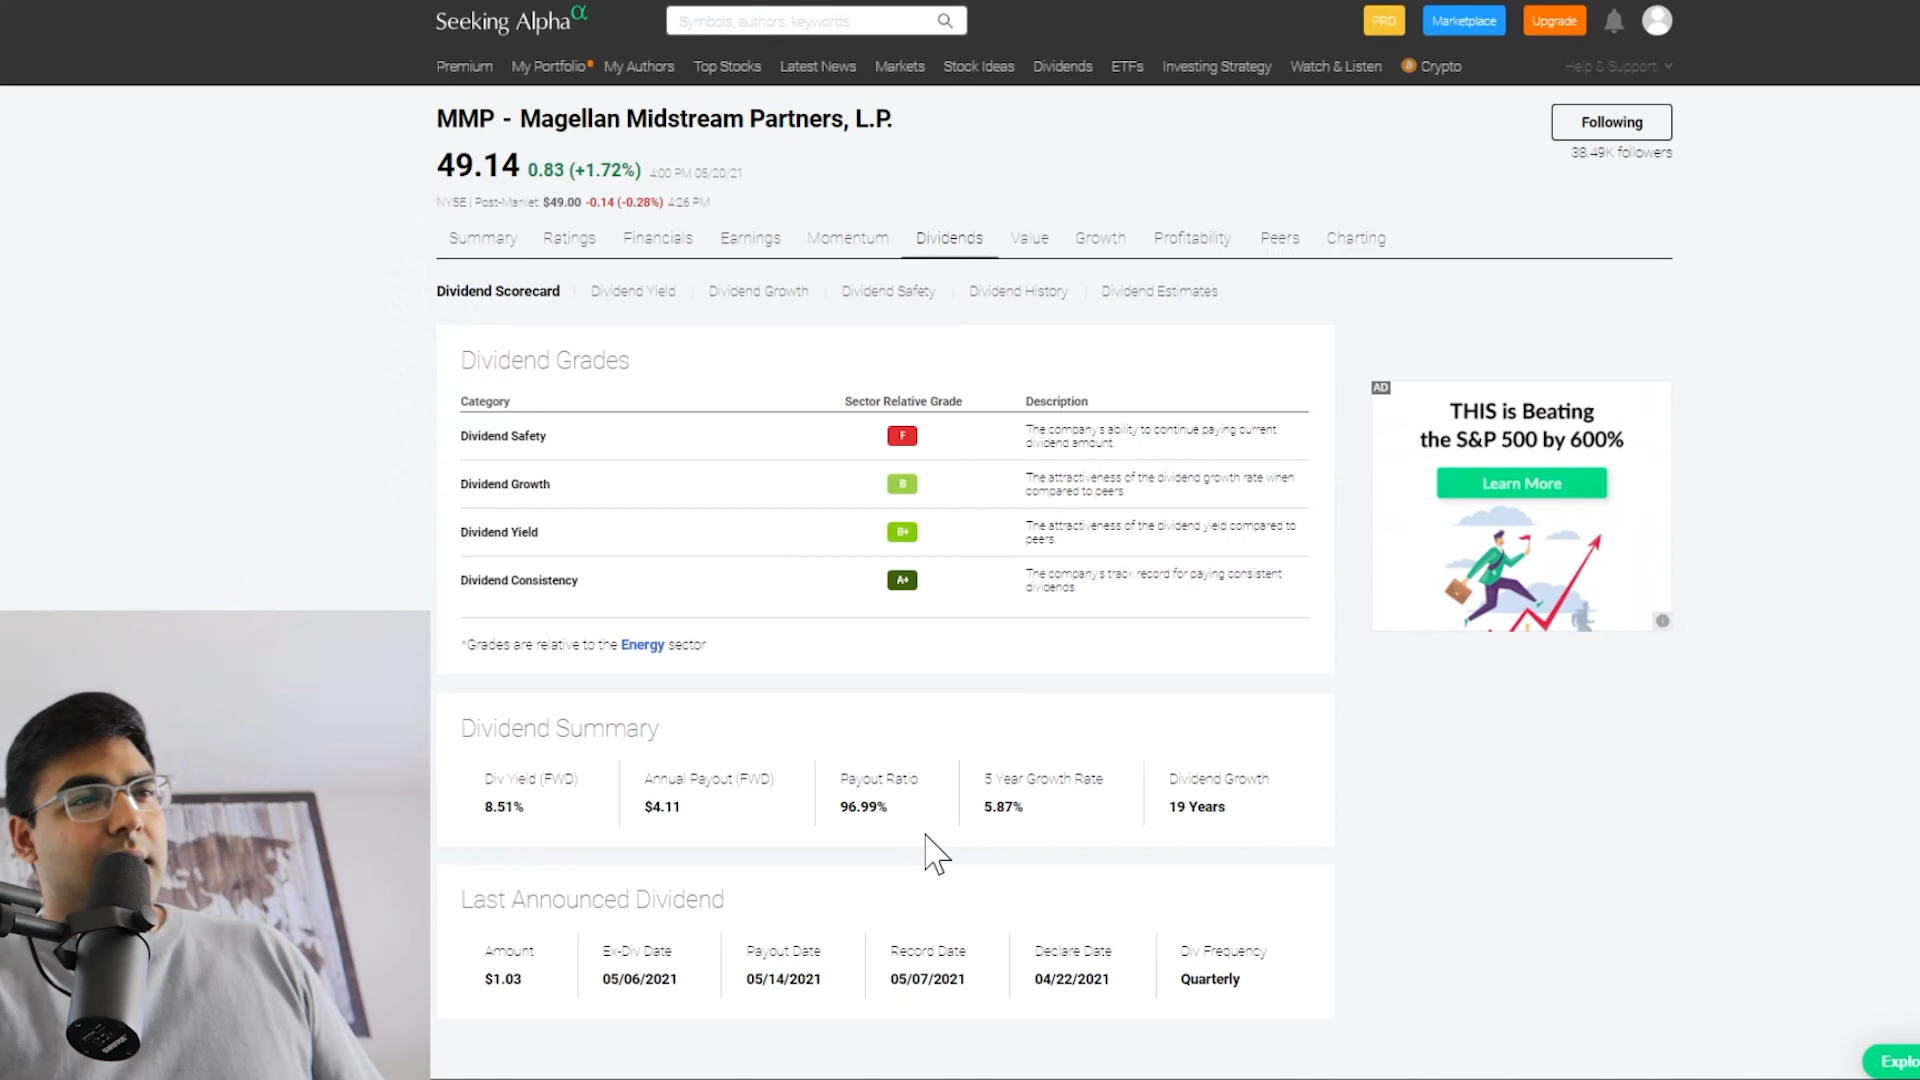 Seeking Alpha α
Symbols, authors, keywords
PRO
Marketplace
Upgrade
Premium
My Portfolio
My Authors
Top Stocks
Latest News
Markets
Stock Ideas
Dividends
ETFs
Investing Strategy
Watch & Listen
Crypto
Help & Support
MMP - Magellan Midstream Partners, L.P.
Following
38.49K followers
49.14 0.83 (+1.72%) 4:00 PM 05/20/21
NYSE | Post-Market: $49.00 -0.14 (-0.28%) 4:26 PM
Summary
Ratings
Financials
Earnings
Momentum
Dividends
Value
Growth
Profitability
Peers
Charting
Dividend Scorecard
Dividend Yield
Dividend Growth
Dividend Safety
Dividend History
Dividend Estimates
Dividend Grades
Category
Sector Relative Grade
Description
Dividend Safety
F
The company's ability to continue paying current
dividend amount.
Dividend Growth
B
The attractiveness of the dividend growth rate when
compared to peers.
Dividend Yield
B+
The attractiveness of the dividend yield compared to
peers.
Dividend Consistency
A+
The company's track record for paying consistent
dividends.
*Grades are relative to the Energy sector
AD
THIS is Beating
the S&P 500 by 600%
Learn More
Dividend Summary
Div Yield (FWD)
8.51%
Annual Payout (FWD)
$4.11
Payout Ratio
96.99%
5 Year Growth Rate
5.87%
Dividend Growth
19 Years
Last Announced Dividend
Amount
$1.03
Ex-Div Date
05/06/2021
Payout Date
05/14/2021
Record Date
05/07/2021
Declare Date
04/22/2021
Div Frequency
Quarterly
Explo
SHURE